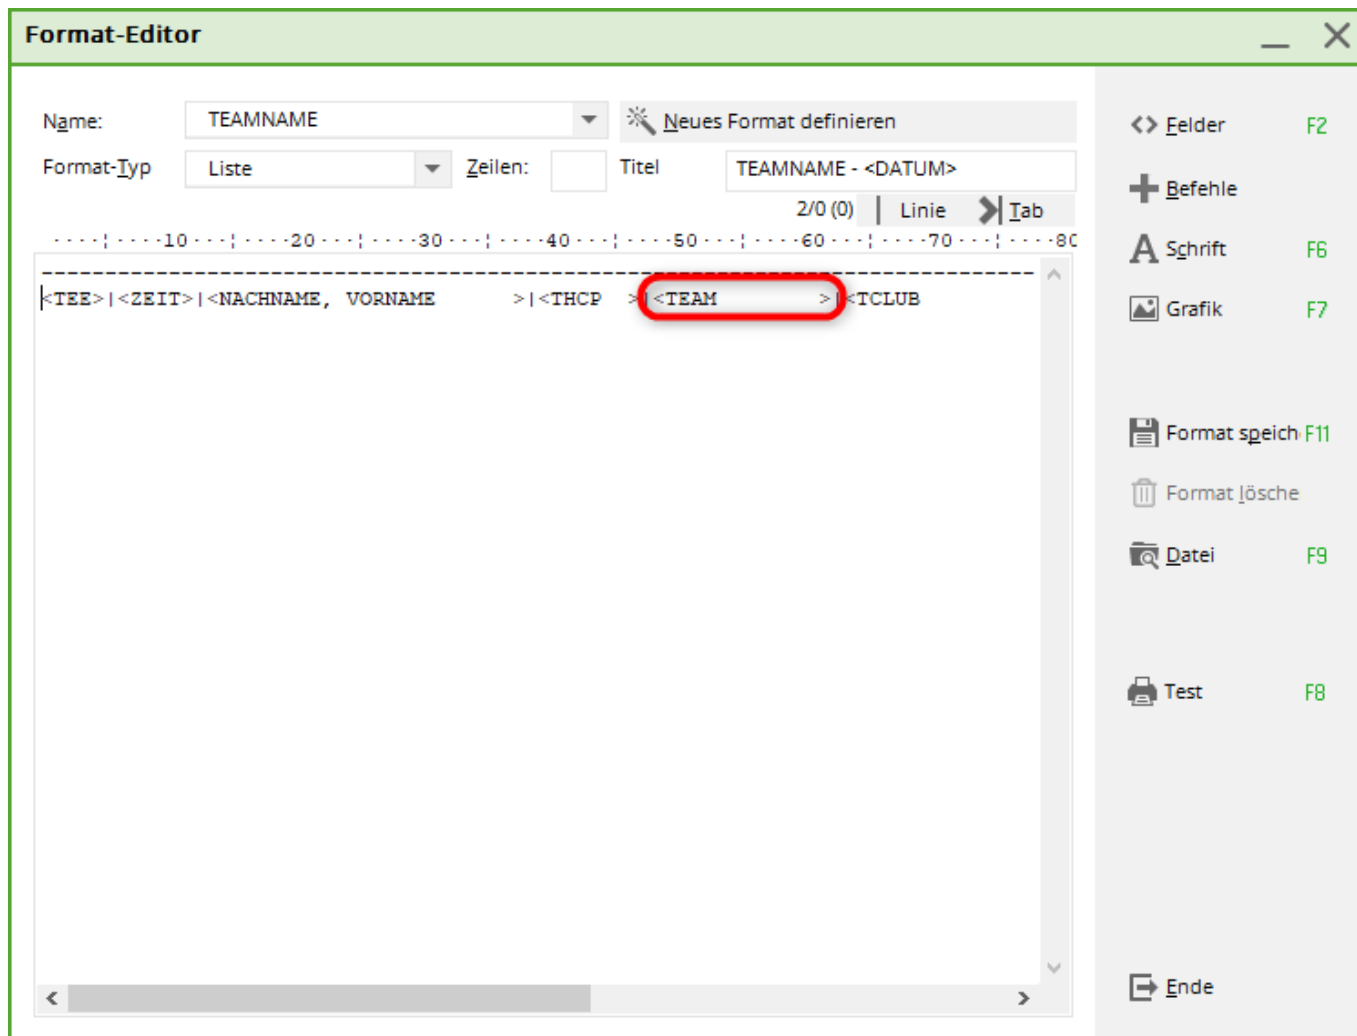 Format-Editor
Name: TEAMNAME Neues Format definieren
Format-Typ Liste Zeilen: Titel TEAMNAME - <DATUM>
2/0 (0) Linie Tab
····¦····10···¦····20···¦····30···¦····40···¦····50···¦····60···¦····70···¦····80
------------------------------------------------------------------------------
<TEE>|<ZEIT>|<NACHNAME, VORNAME      >|<THCP  >|<TEAM        >|<TCLUB
Felder F2
Befehle
Schrift F6
Grafik F7
Format speich F11
Format lösche
Datei F9
Test F8
Ende